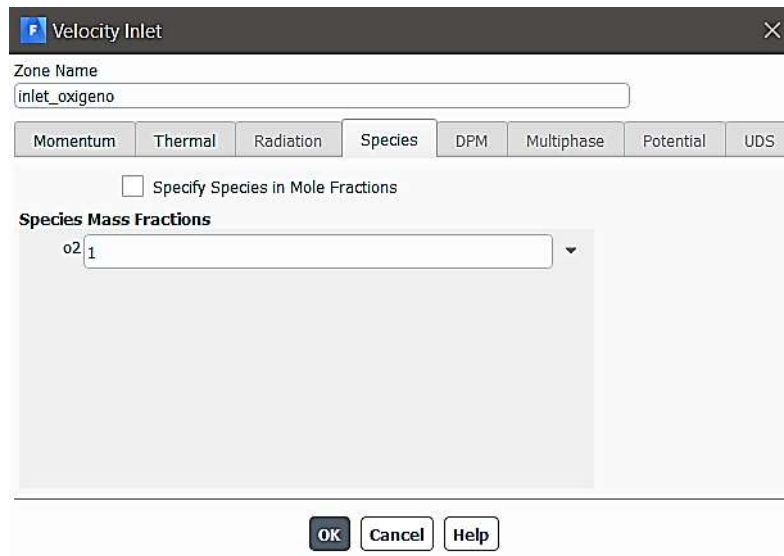 F Velocity Inlet
Zone Name
inlet_oxigeno
Momentum Thermal Radiation Species DPM Multiphase Potential UDS
Specify Species in Mole Fractions
Species Mass Fractions
o2 1
OK Cancel Help